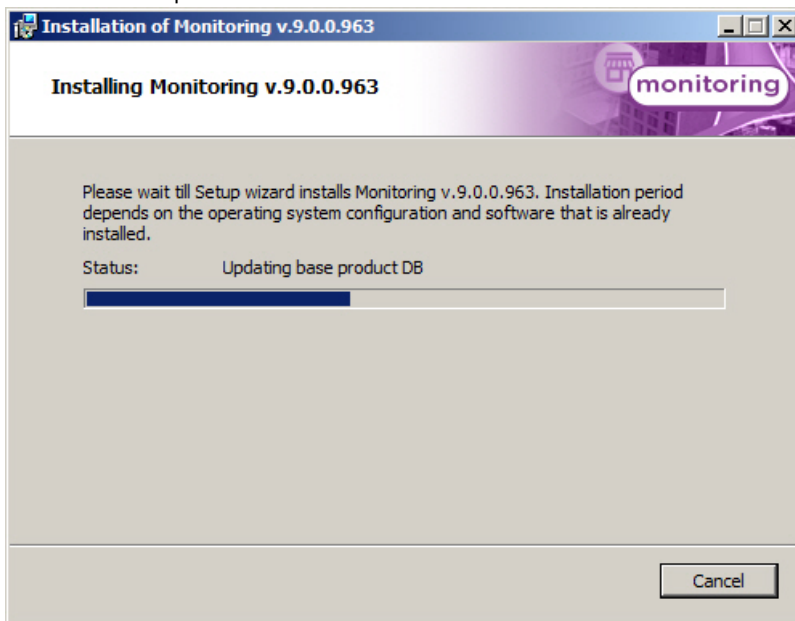 Installation of Monitoring v.9.0.0.963
Installing Monitoring v.9.0.0.963
monitoring
Please wait till Setup wizard installs Monitoring v.9.0.0.963. Installation period
depends on the operating system configuration and software that is already
installed.
Status: Updating base product DB
Cancel